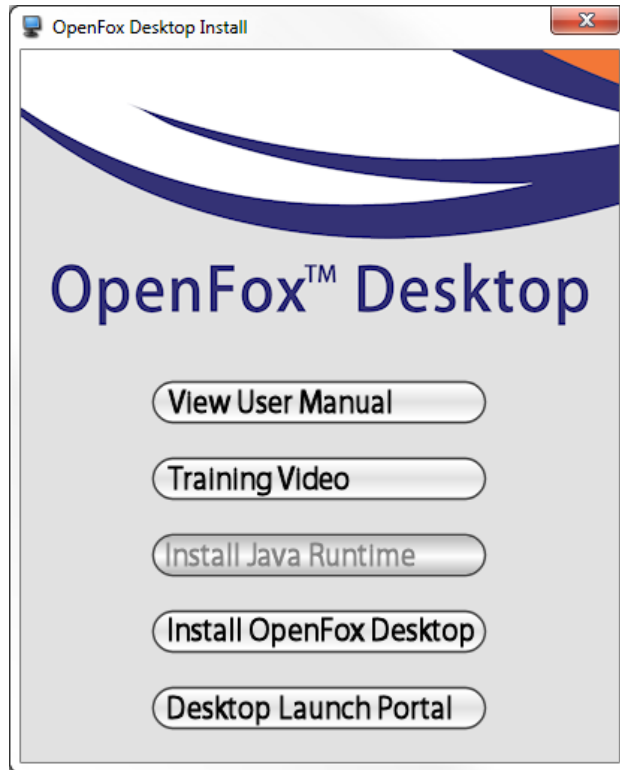 OpenFox Desktop Install
OpenFox™ Desktop
View User Manual
Training Video
Install Java Runtime
Install OpenFox Desktop
Desktop Launch Portal